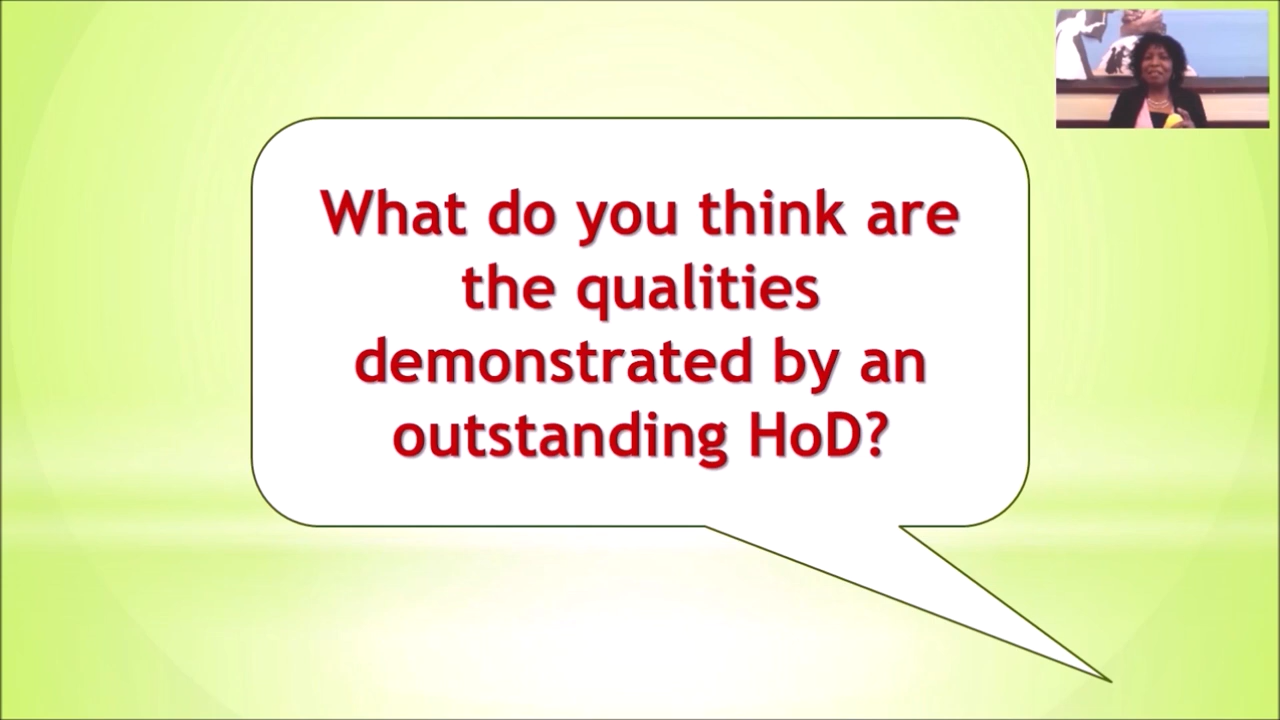 What do you think are
the qualities
demonstrated by an
outstanding HoD?